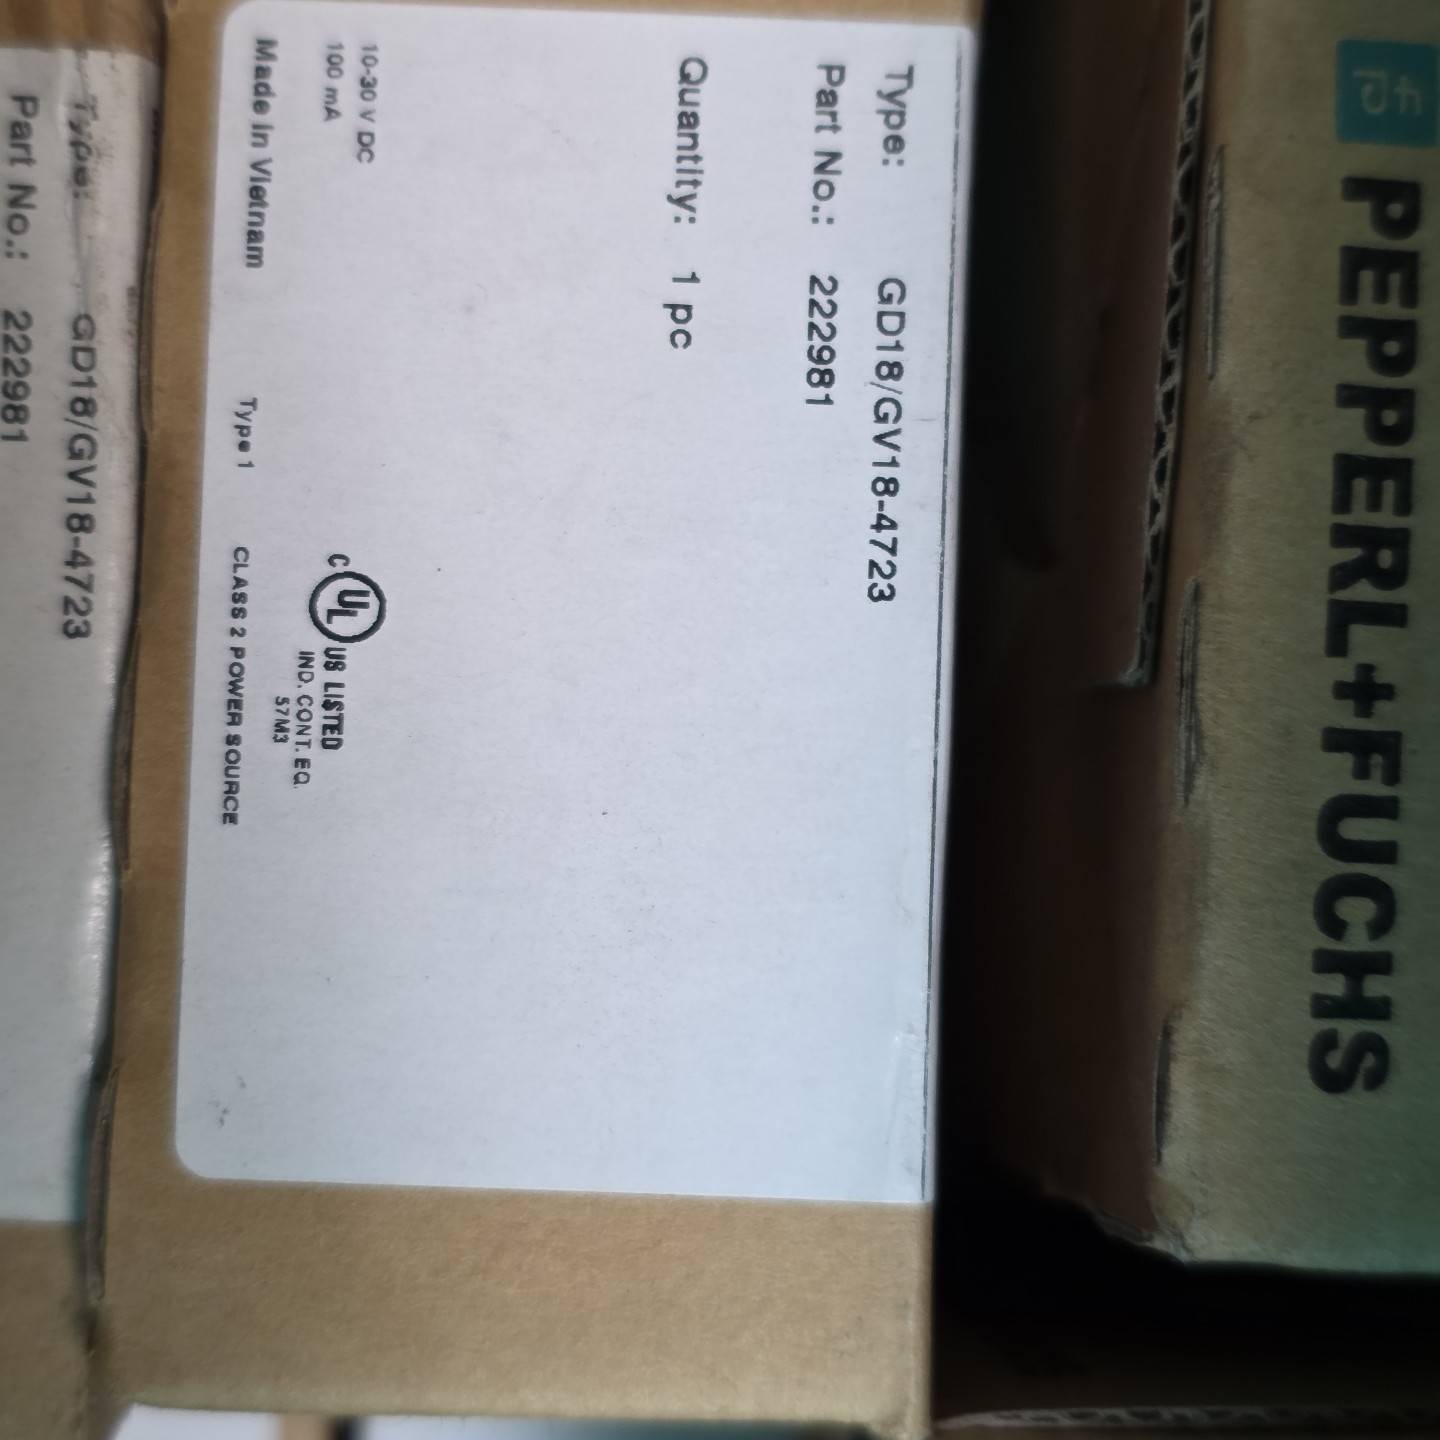 PEPPERL+FUCHS
Type: GD18/GV18-4723
Part No.: 222981
Quantity: 1 pc
10-30 V DC
100 mA
Made in Vietnam
C UL US LISTED
IND. CONT. EQ.
57M3
Type 1 CLASS 2 POWER SOURCE
Type: GD18/GV18-4723
Part No.: 222981